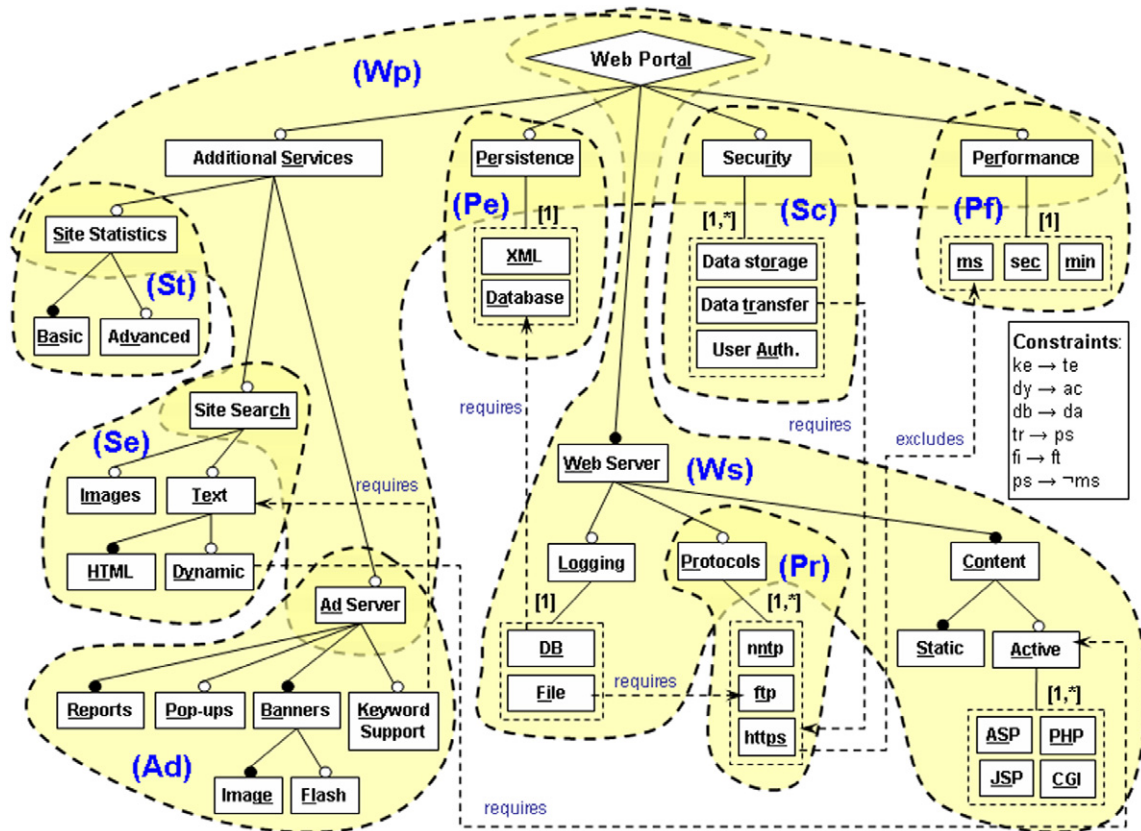 Web Portal
(Wp)
Additional Services
Persistence
Security
Performance
(Pe)
(Sc)
(Pf)
[1]
[1,*]
[1]
Site Statistics
(St)
Basic
Advanced
XML
Database
Data storage
Data transfer
User Auth.
ms
sec
min
Constraints:
ke → te
dy → ac
db → da
tr → ps
fi → ft
ps → ¬ms
requires
requires
excludes
Site Search
(Se)
Images
Text
requires
HTML
Dynamic
Web Server
(Ws)
Logging
Protocols
(Pr)
Content
[1]
[1,*]
DB
File
requires
nntp
ftp
https
Static
Active
[1,*]
ASP
PHP
JSP
CGI
Ad Server
Reports
Pop-ups
Banners
Keyword
Support
(Ad)
Image
Flash
requires